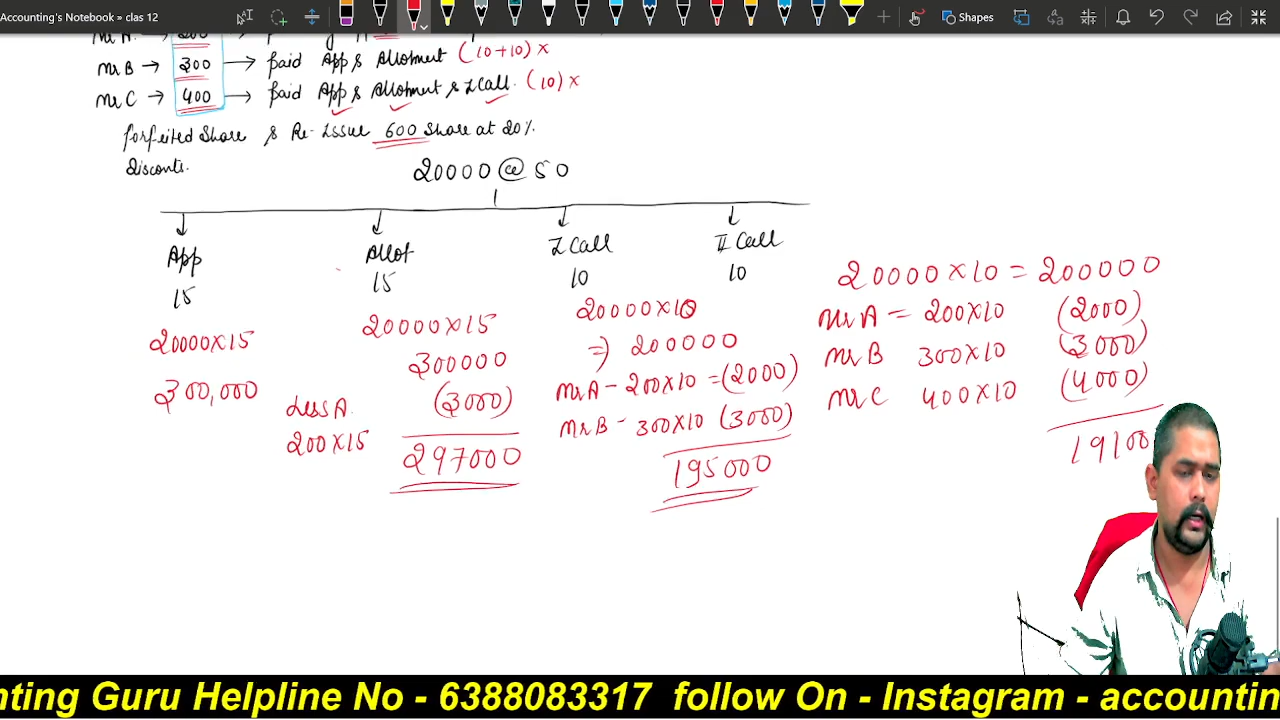 Accounting's Notebook » clas 12
Shapes
Mr A → 200 →
Mr B → 300 → paid App & Allotment (10+10) ×
Mr C → 400 → paid App & Allotment & I Call. (10) ×
forfeited Share & Re-Issue 600 Share at 20%
disconts.
20000 @ 50
App Allot I Call II Call
15 15 10 10
20000×15
300,000
20000×15
300000
Less A. (3000)
200×15
297000
20000×10
⇒ 200000
Mr A - 200×10 = (2000)
Mr B - 300×10 (3000)
195000
20000×10 = 200000
Mr A = 200×10 (2000)
Mr B 300×10 (3000)
Mr C 400×10 (4000)
19100
nting Guru Helpline No - 6388083317 follow On - Instagram - accountin